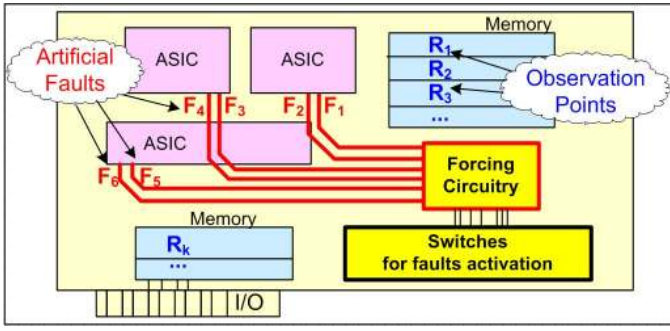 Artificial
Faults
ASIC
ASIC
Memory
R1
R2
R3
...
Observation
Points
F4 F3
F2 F1
ASIC
F6 F5
Forcing
Circuitry
Memory
Rk
...
Switches
for faults activation
I/O